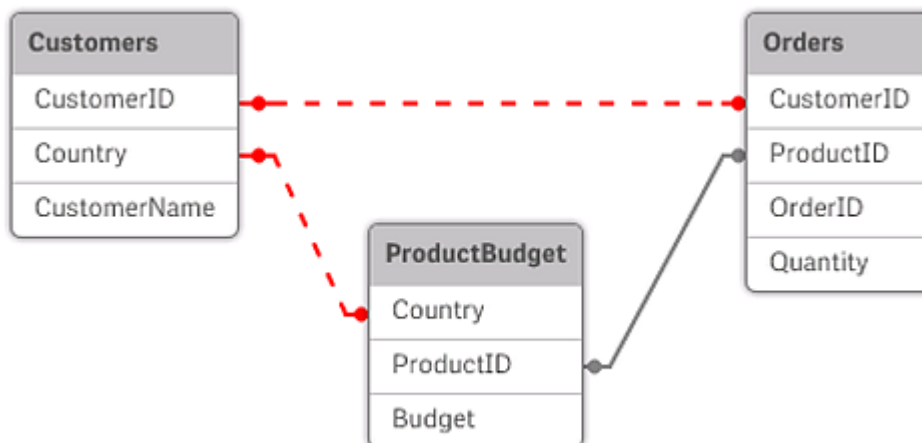 Customers
CustomerID
Country
CustomerName
Orders
CustomerID
ProductID
OrderID
Quantity
ProductBudget
Country
ProductID
Budget